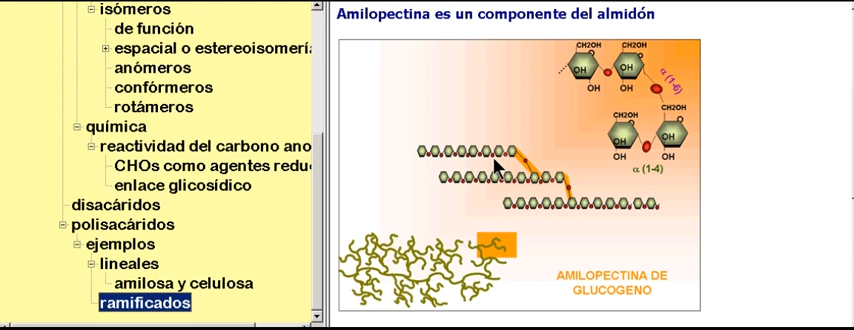 isómeros
de función
espacial o estereoisomería
anómeros
confórmeros
rotámeros
química
reactividad del carbono ano
CHOs como agentes redu
enlace glicosídico
disacáridos
polisacáridos
ejemplos
lineales
amilosa y celulosa
ramificados
Amilopectina es un componente del almidón
CH2OH CH2OH
O O
OH OH
OH OH
α (1-6)
CH2OH CH2OH
O O
OH OH
OH OH
α (1-4)
AMILOPECTINA DE
GLUCOGENO